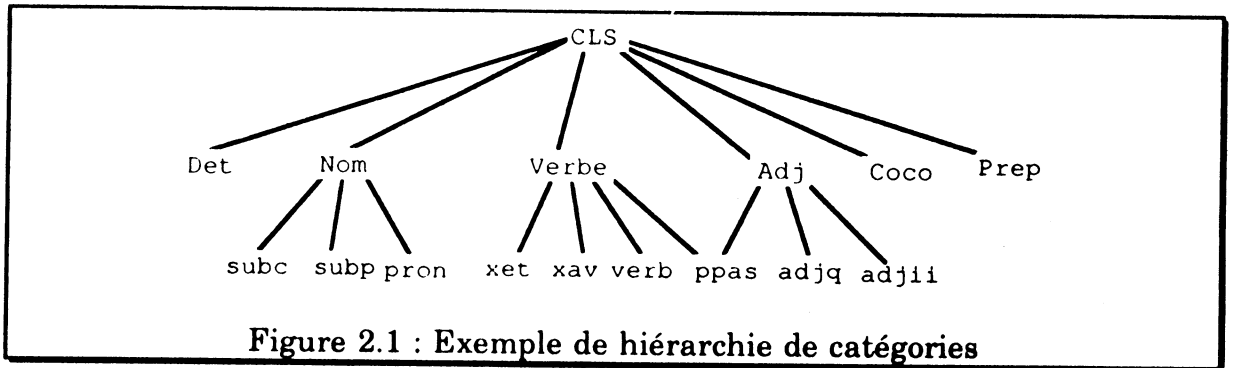 CLS
Det Nom Verbe Adj Coco Prep
subc subp pron xet xav verb ppas adjq adjii
Figure 2.1 : Exemple de hiérarchie de catégories